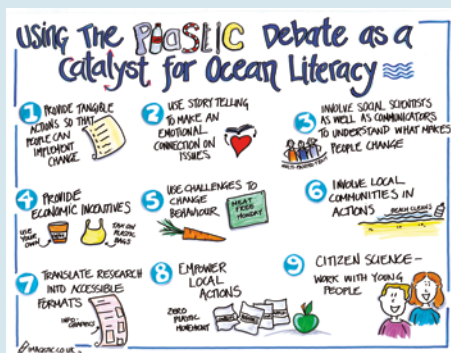 USING THE PLASTIC DEBATE AS A
CATALYST FOR OCEAN LITERACY
1 PROVIDE TANGIBLE
ACTIONS SO THAT
PEOPLE CAN
IMPLEMENT
CHANGE
2 USE STORY TELLING
TO MAKE AN
EMOTIONAL
CONNECTION ON
ISSUES
3 INVOLVE SOCIAL SCIENTISTS
AS WELL AS COMMUNICATORS
TO UNDERSTAND WHAT MAKES
PEOPLE CHANGE
4 PROVIDE
ECONOMIC INCENTIVES
USE
YOUR
OWN
TAX ON
PLASTIC
BAGS
5 USE CHALLENGES TO
CHANGE
BEHAVIOUR
MEAT
FREE
MONDAY
6 INVOLVE LOCAL
COMMUNITIES IN
ACTIONS
BEACH CLEANS
7 TRANSLATE RESEARCH
INTO ACCESSIBLE
FORMATS
INFO-
GRAPHICS
8 EMPOWER
LOCAL
ACTIONS
ZERO
PLASTIC
MOVEMENT
9 CITIZEN SCIENCE -
WORK WITH YOUNG
PEOPLE